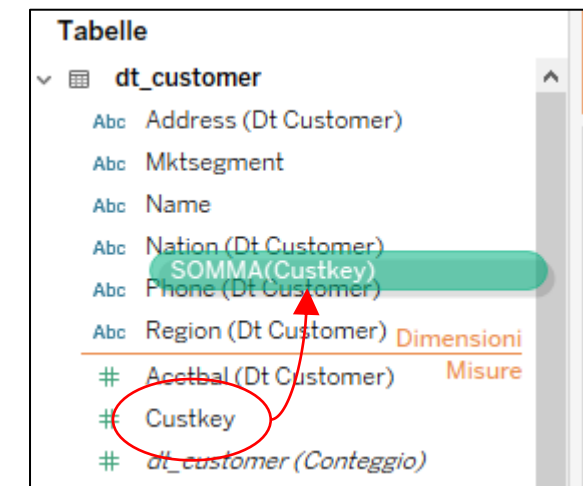 Tabelle
dt_customer
Abc Address (Dt Customer)
Abc Mktsegment
Abc Name
Abc Nation (Dt Customer)
SOMMA(Custkey)
Abc Phone (Dt Customer)
Abc Region (Dt Customer) Dimensioni
# Acctbal (Dt Customer) Misure
# Custkey
# dt_customer (Conteggio)